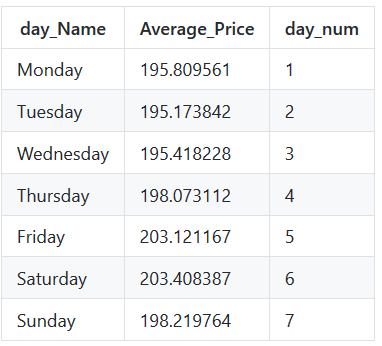 day_Name Average_Price day_num
Monday 195.809561 1
Tuesday 195.173842 2
Wednesday 195.418228 3
Thursday 198.073112 4
Friday 203.121167 5
Saturday 203.408387 6
Sunday 198.219764 7